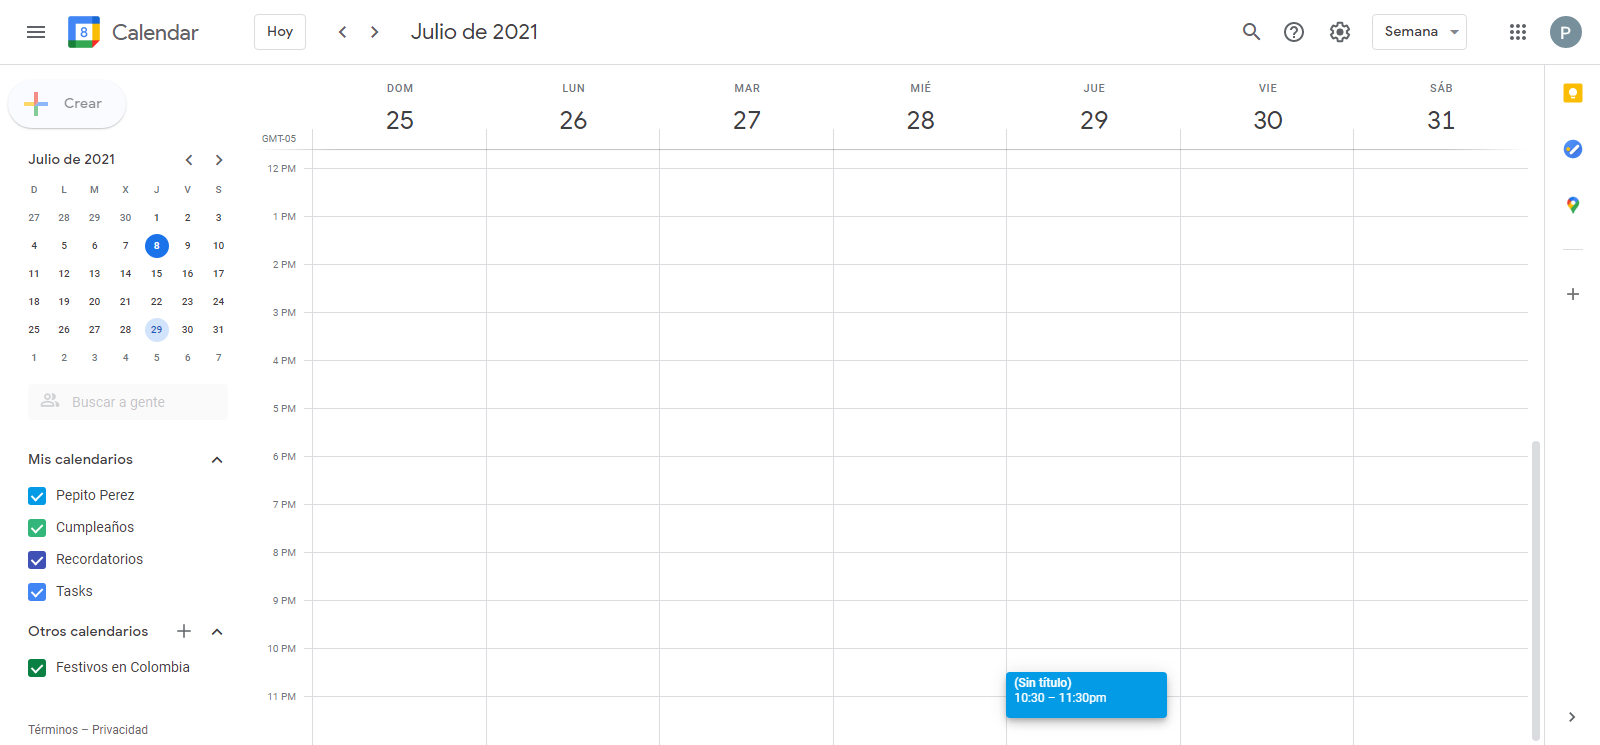 8 Calendar Hoy Julio de 2021 Semana P
Crear
Julio de 2021
D L M X J V S
27 28 29 30 1 2 3
4 5 6 7 8 9 10
11 12 13 14 15 16 17
18 19 20 21 22 23 24
25 26 27 28 29 30 31
1 2 3 4 5 6 7
Buscar a gente
Mis calendarios
Pepito Perez
Cumpleaños
Recordatorios
Tasks
Otros calendarios
Festivos en Colombia
Términos – Privacidad
DOM LUN MAR MIÉ JUE VIE SÁB
25 26 27 28 29 30 31
GMT-05
12 PM
1 PM
2 PM
3 PM
4 PM
5 PM
6 PM
7 PM
8 PM
9 PM
10 PM
(Sin título)
11 PM 10:30 – 11:30pm